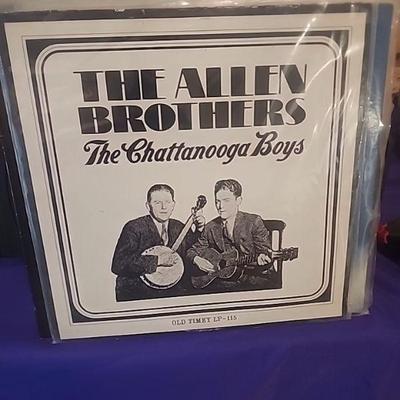 THE ALLEN
BROTHERS
The Chattanooga Boys
OLD TIMEY LP-115